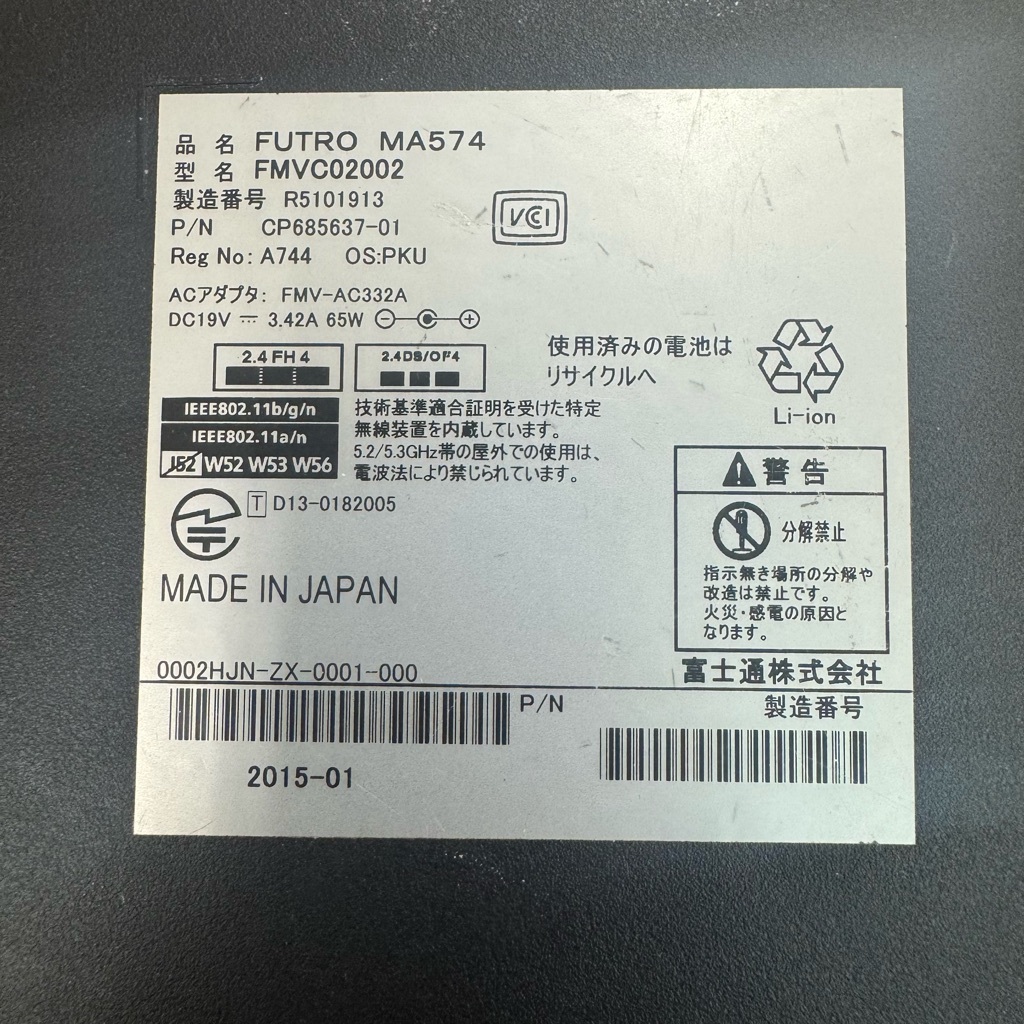 品名 FUTRO MA574
型名 FMVC02002
製造番号 R5101913
P/N CP685637-01
Reg No: A744 OS:PKU
VCCI
ACアダプタ: FMV-AC332A
DC19V 3.42A 65W
2.4FH4
2.4DS/OF4
使用済みの電池は
リサイクルへ
Li-ion
IEEE802.11b/g/n
IEEE802.11a/n
J52 W52 W53 W56
技術基準適合証明を受けた特定
無線装置を内蔵しています。
5.2/5.3GHz帯の屋外での使用は、
電波法により禁じられています。
T D13-0182005
MADE IN JAPAN
警告
分解禁止
指示無き場所の分解や
改造は禁止です。
火災・感電の原因と
なります。
0002HJN-ZX-0001-000
富士通株式会社
P/N
製造番号
2015-01